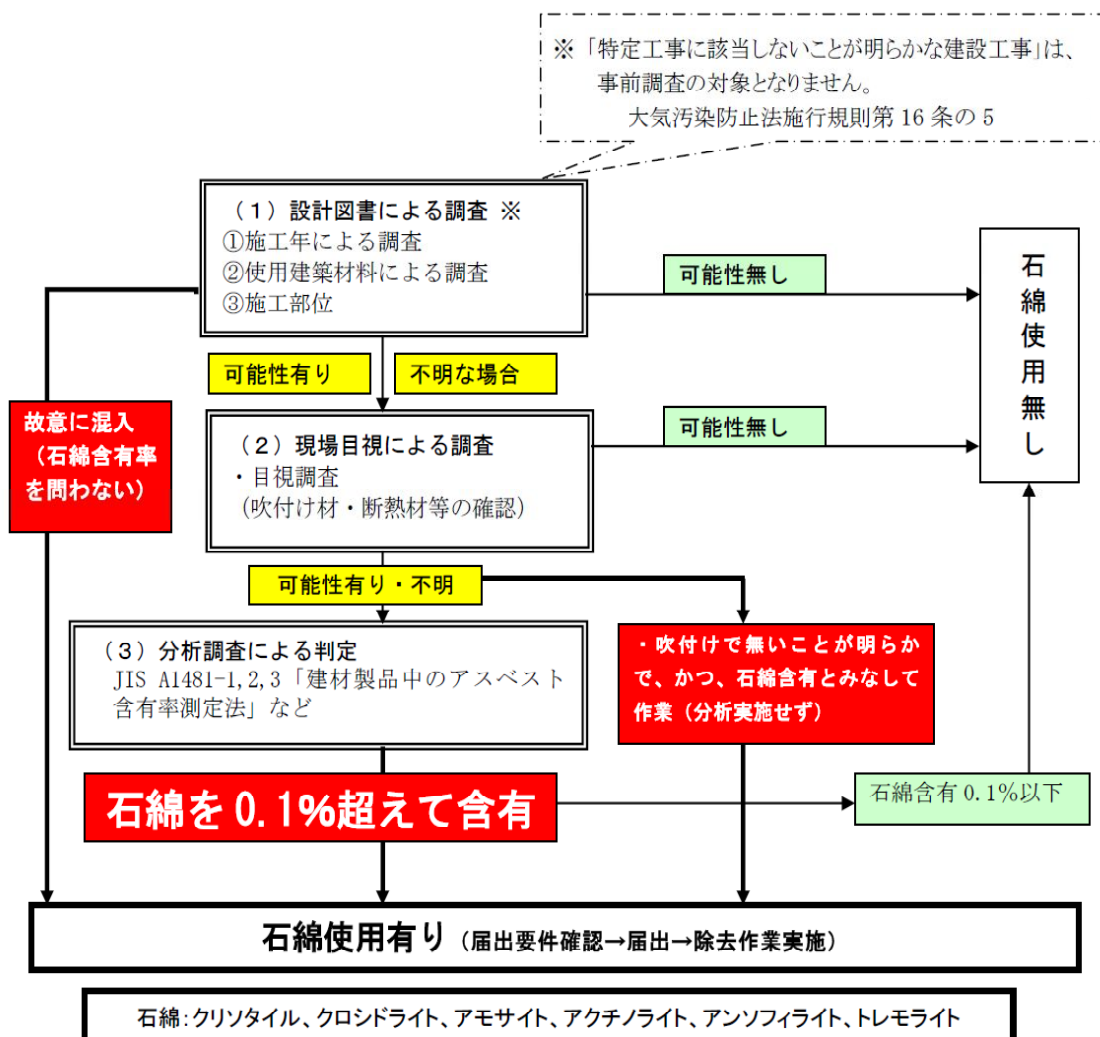 ※「特定工事に該当しないことが明らかな建設工事」は、
事前調査の対象となりません。
大気汚染防止法施行規則第 16 条の 5
（１）設計図書による調査 ※
①施工年による調査
②使用建築材料による調査
③施工部位
可能性無し
石綿使用無し
可能性有り
不明な場合
故意に混入
（石綿含有率
を問わない）
（２）現場目視による調査
・目視調査
（吹付け材・断熱材等の確認）
可能性無し
可能性有り・不明
（３）分析調査による判定
JIS A1481-1,2,3「建材製品中のアスベスト
含有率測定法」など
・吹付けで無いことが明らか
で、かつ、石綿含有とみなして
作業（分析実施せず）
石綿を 0.1%超えて含有
石綿含有 0.1%以下
石綿使用有り（届出要件確認→届出→除去作業実施）
石綿：クリソタイル、クロシドライト、アモサイト、アクチノライト、アンソフィライト、トレモライト